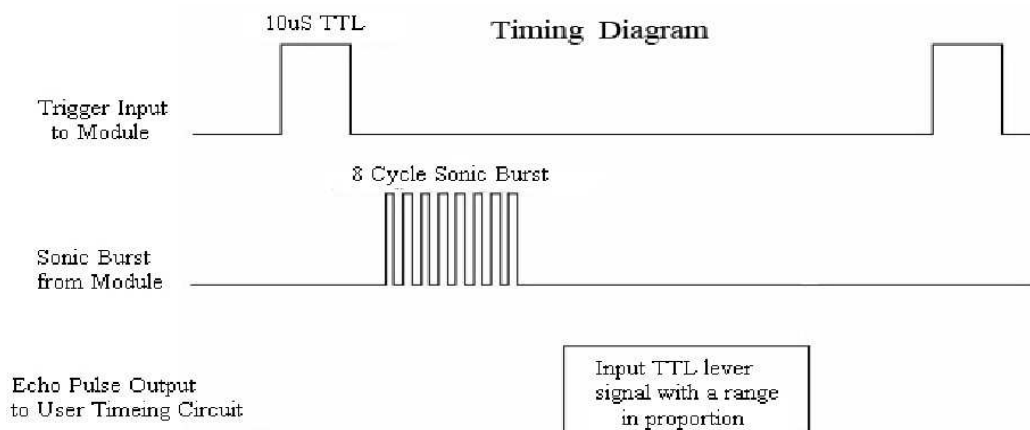 10uS TTL
Timing Diagram
Trigger Input
to Module
8 Cycle Sonic Burst
Sonic Burst
from Module
Echo Pulse Output
to User Timeing Circuit
Input TTL lever
signal with a range
in proportion